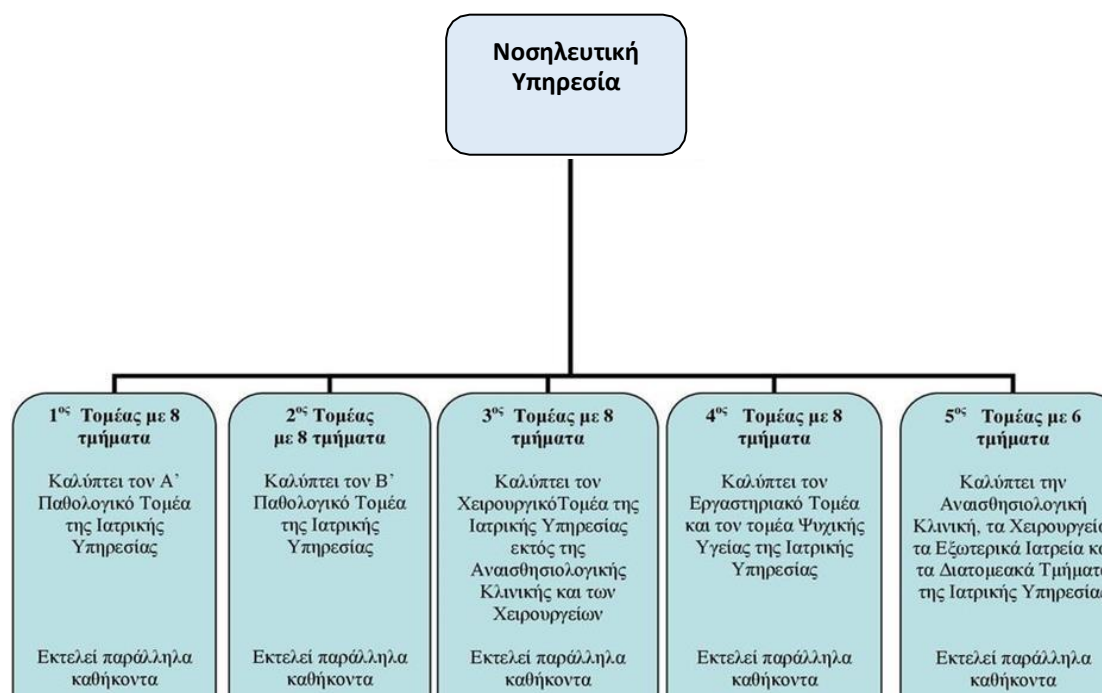 Νοσηλευτική
Υπηρεσία
1ος Τομέας με 8
τμήματα
Καλύπτει τον Α’
Παθολογικό Τομέα
της Ιατρικής
Υπηρεσίας
Εκτελεί παράλληλα
καθήκοντα
2ος Τομέας
με 8 τμήματα
Καλύπτει τον Β’
Παθολογικό Τομέα
της Ιατρικής
Υπηρεσίας
Εκτελεί παράλληλα
καθήκοντα
3ος Τομέας με 8
τμήματα
Καλύπτει τον
ΧειρουργικόΤομέα της
Ιατρικής Υπηρεσίας
εκτός της
Αναισθησιολογικής
Κλινικής και των
Χειρουργείων
Εκτελεί παράλληλα
καθήκοντα
4ος Τομέας με 8
τμήματα
Καλύπτει τον
Εργαστηριακό Τομέα
και τον τομέα Ψυχικής
Υγείας της Ιατρικής
Υπηρεσίας
Εκτελεί παράλληλα
καθήκοντα
5ος Τομέας με 6
τμήματα
Καλύπτει την
Αναισθησιολογική
Κλινική, τα
τα Εξωτερικά Ιατρεία
τα Διατομεακά
της Ιατρικής
Εκτελεί παράλληλα
καθήκοντα